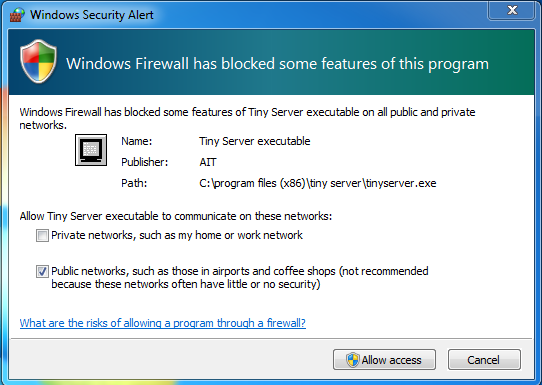 Windows Security Alert
Windows Firewall has blocked some features of this program
Windows Firewall has blocked some features of Tiny Server executable on all public and private
networks.
Name: Tiny Server executable
Publisher: AIT
Path: C:\program files (x86)\tiny server\tinyserver.exe
Allow Tiny Server executable to communicate on these networks:
Private networks, such as my home or work network
Public networks, such as those in airports and coffee shops (not recommended
because these networks often have little or no security)
What are the risks of allowing a program through a firewall?
Allow access Cancel